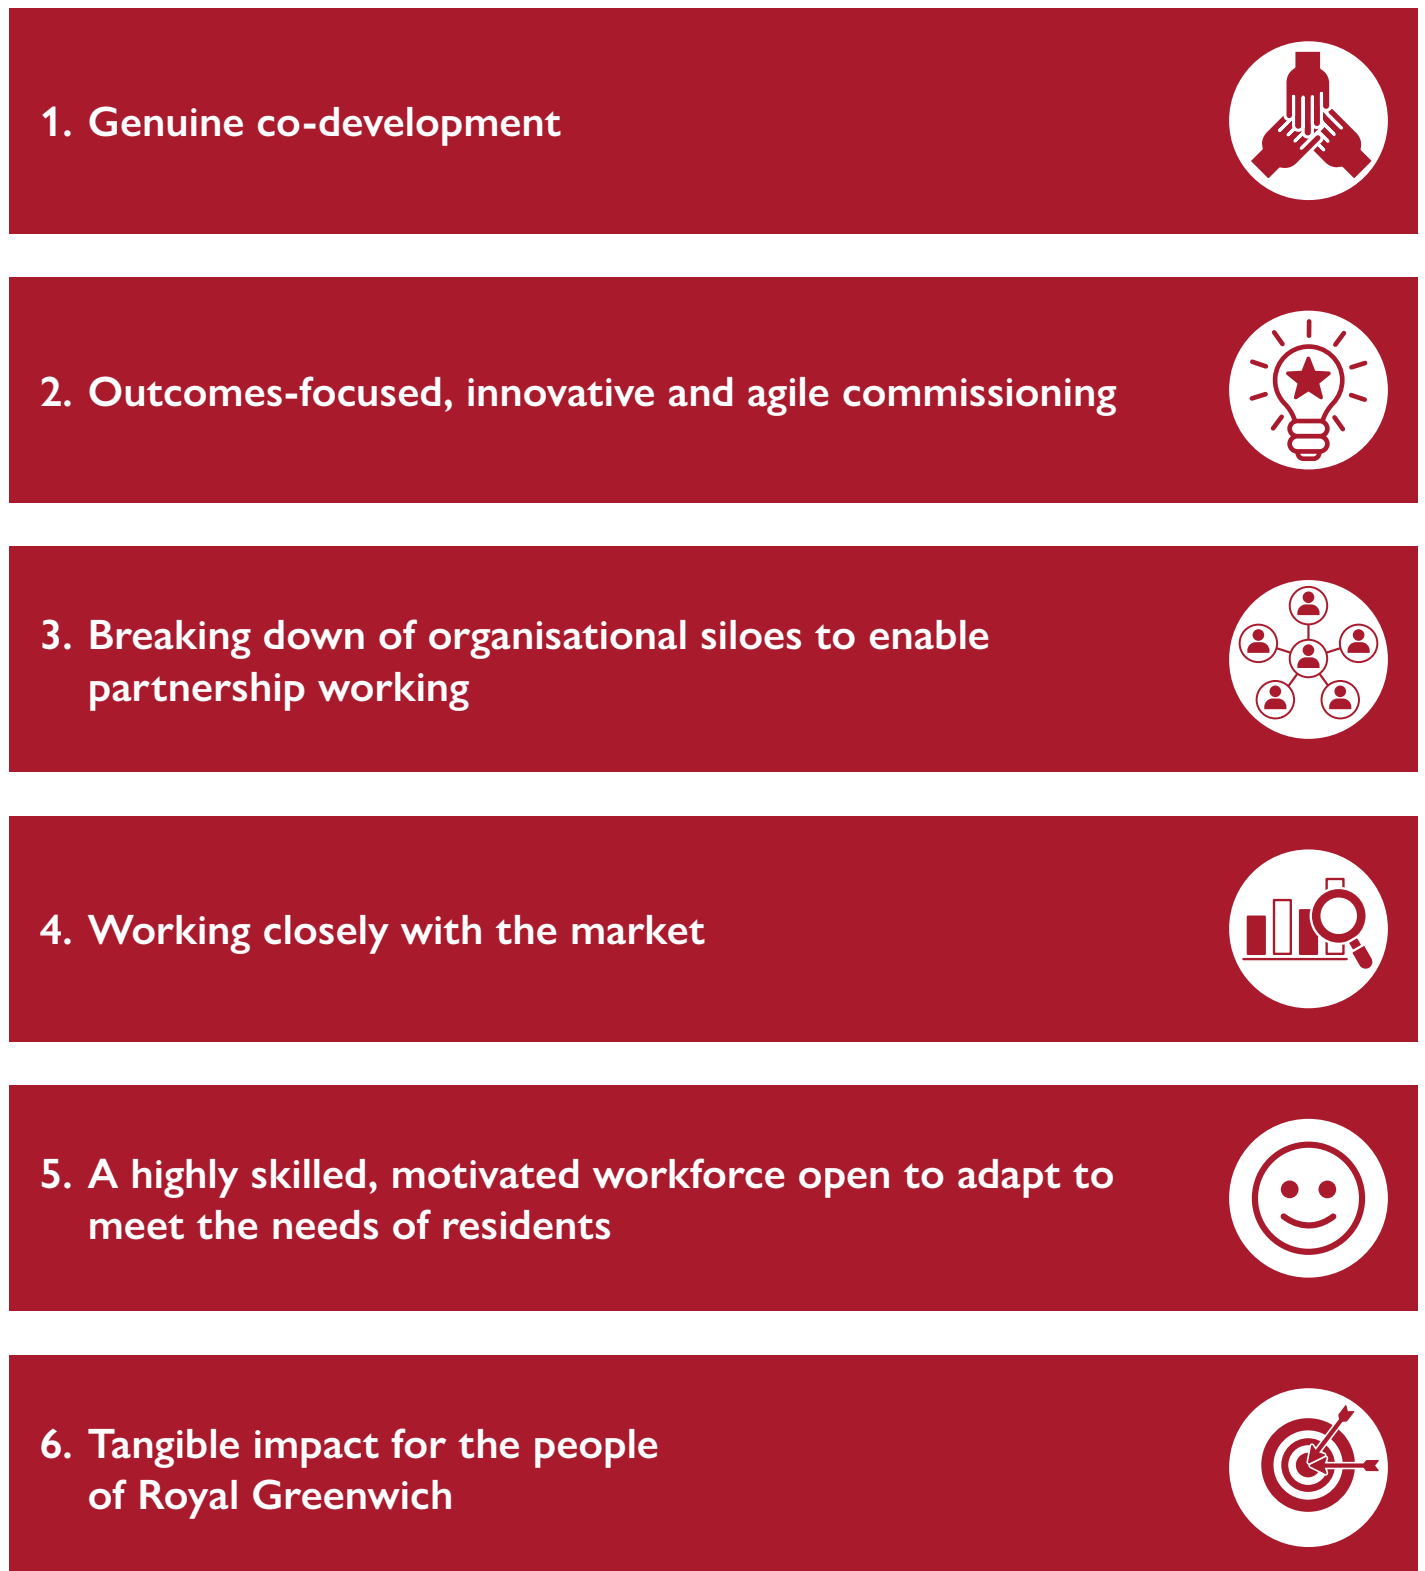 1. Genuine co-development
2. Outcomes-focused, innovative and agile commissioning
3. Breaking down of organisational siloes to enable
partnership working
4. Working closely with the market
5. A highly skilled, motivated workforce open to adapt to
meet the needs of residents
6. Tangible impact for the people
of Royal Greenwich